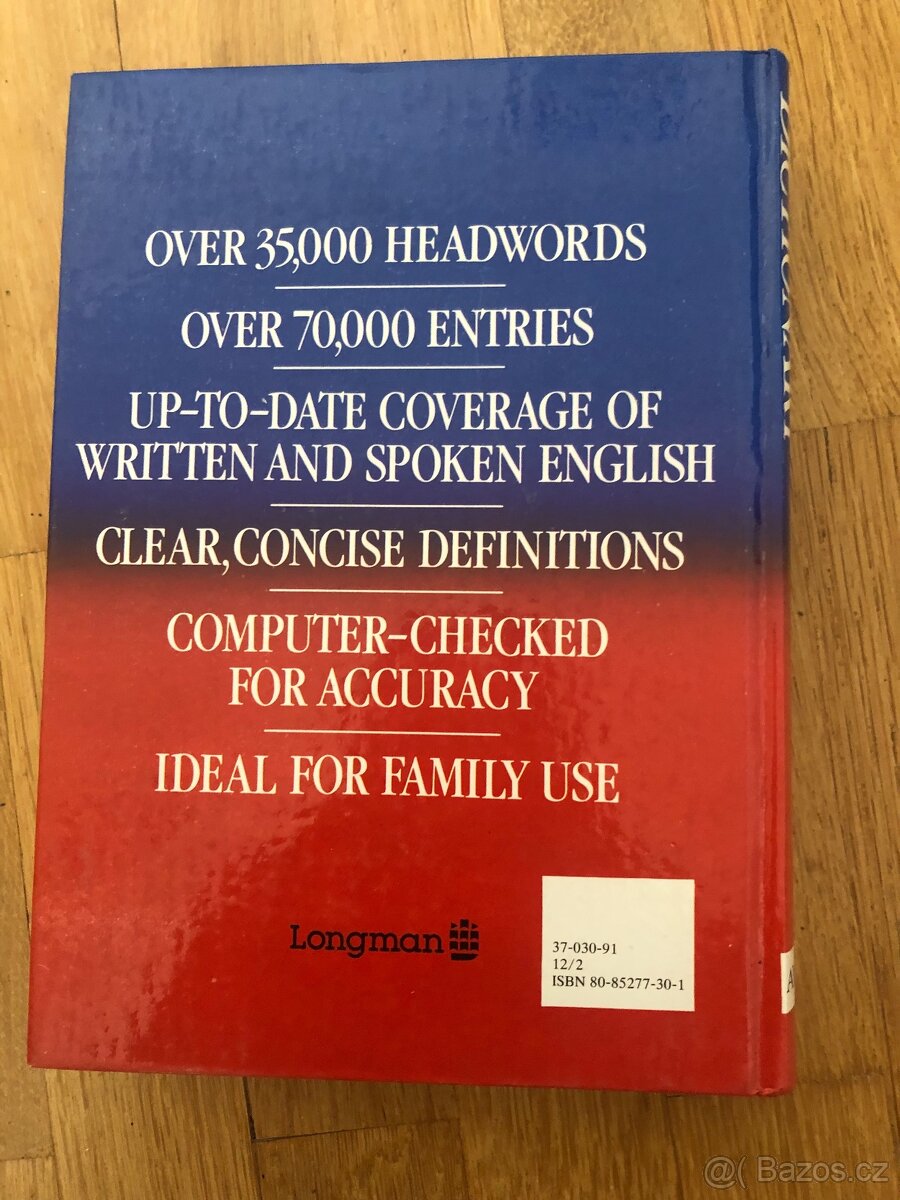 OVER 35,000 HEADWORDS
OVER 70,000 ENTRIES
UP-TO-DATE COVERAGE OF
WRITTEN AND SPOKEN ENGLISH
CLEAR, CONCISE DEFINITIONS
COMPUTER-CHECKED
FOR ACCURACY
IDEAL FOR FAMILY USE
Longman
37-030-91
12/2
ISBN 80-85277-30-1
DICTIONARY
@( Bazos.cz